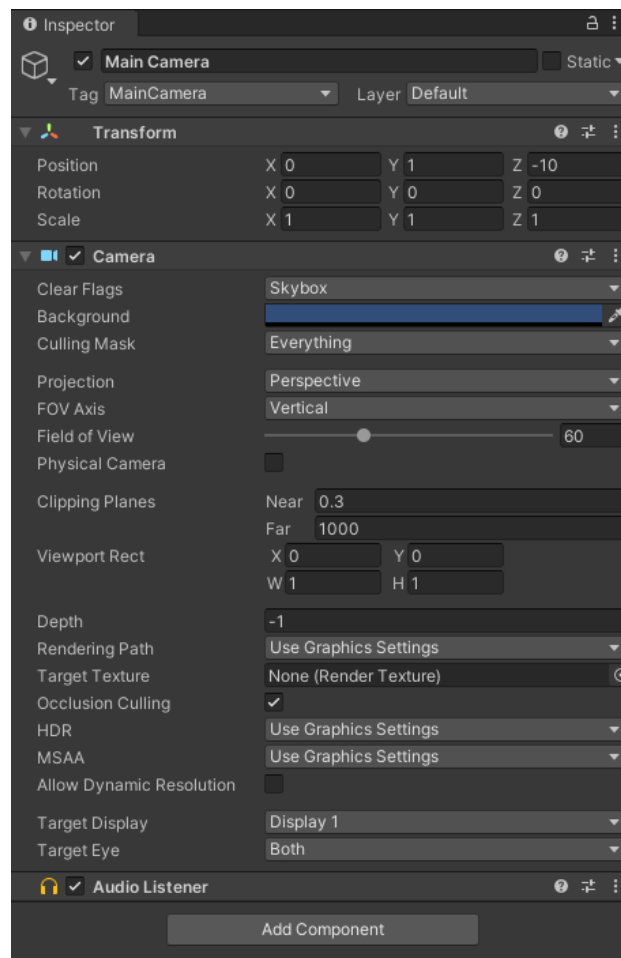 Inspector
Main Camera Static
Tag MainCamera Layer Default
Transform
Position X 0 Y 1 Z -10
Rotation X 0 Y 0 Z 0
Scale X 1 Y 1 Z 1
Camera
Clear Flags Skybox
Background
Culling Mask Everything
Projection Perspective
FOV Axis Vertical
Field of View 60
Physical Camera
Clipping Planes Near 0.3
Far 1000
Viewport Rect X 0 Y 0
W 1 H 1
Depth -1
Rendering Path Use Graphics Settings
Target Texture None (Render Texture)
Occlusion Culling
HDR Use Graphics Settings
MSAA Use Graphics Settings
Allow Dynamic Resolution
Target Display Display 1
Target Eye Both
Audio Listener
Add Component